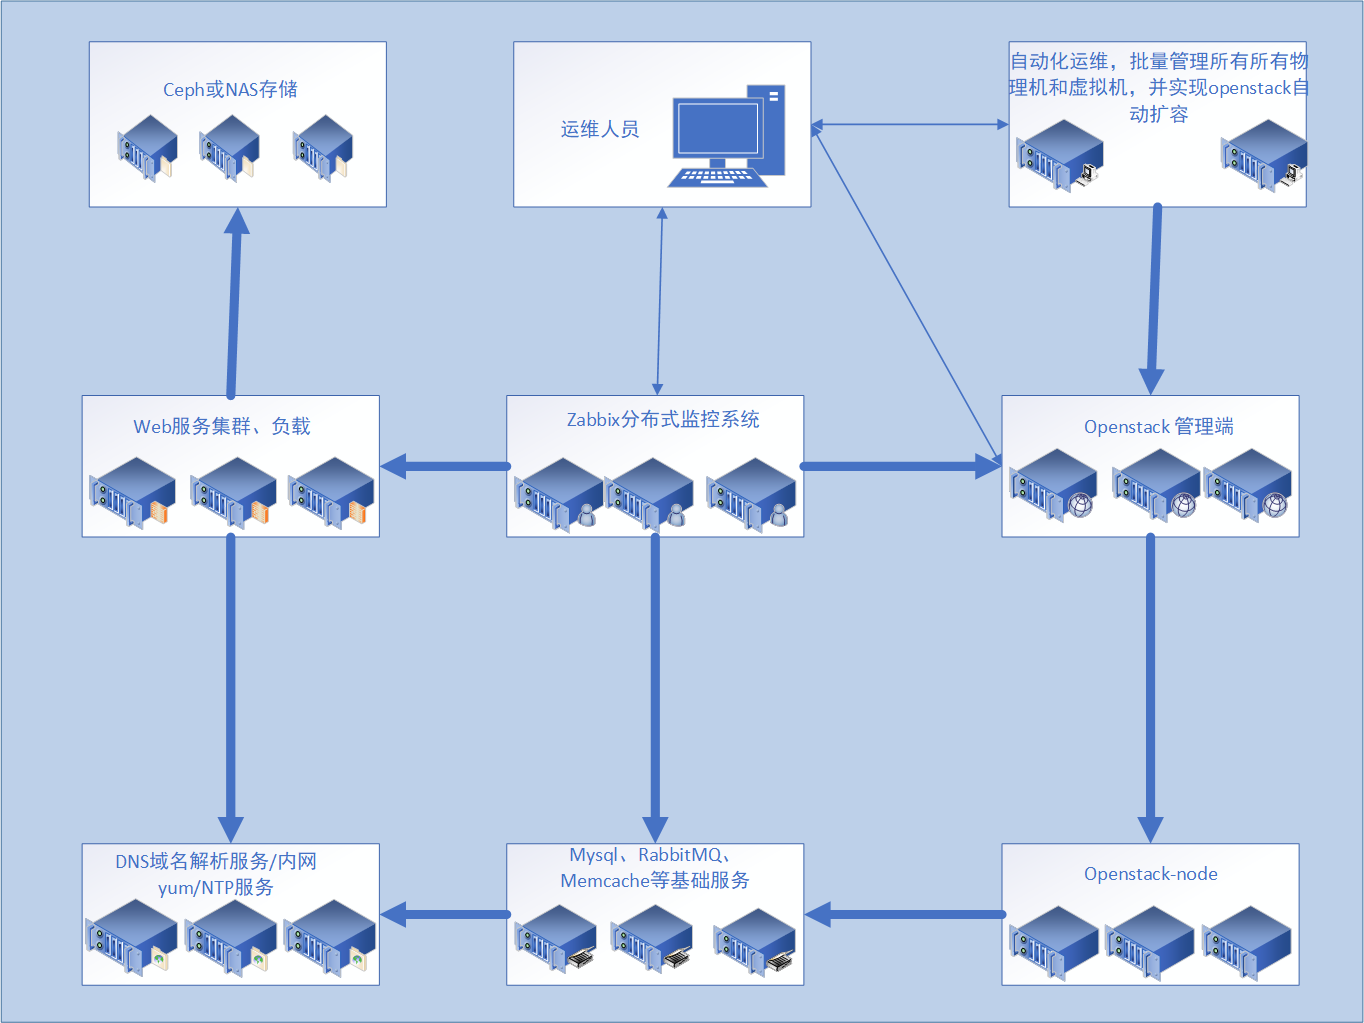 Ceph或NAS存储
运维人员
自动化运维，批量管理所有所有物
理机和虚拟机，并实现openstack自
动扩容
Web服务集群、负载
Zabbix分布式监控系统
Openstack 管理端
DNS域名解析服务/内网
yum/NTP服务
Mysql、RabbitMQ、
Memcache等基础服务
Openstack-node